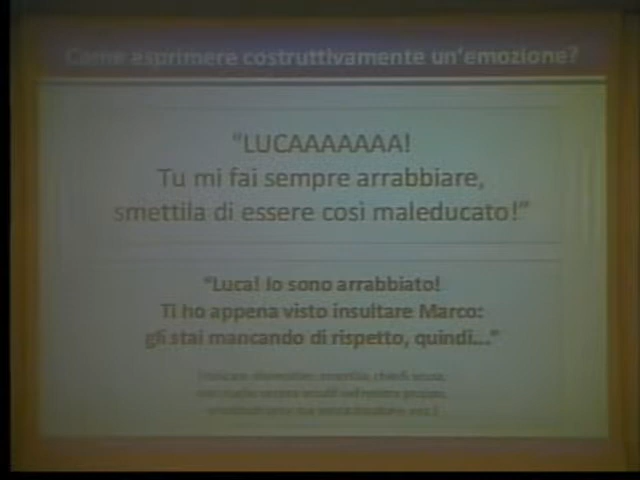 Come esprimere costruttivamente un'emozione?
"LUCAAAAAAA!
Tu mi fai sempre arrabbiare,
smettila di essere così maleducato!"
"Luca! Io sono arrabbiato!
Ti ho appena visto insultare Marco:
gli stai mancando di rispetto, quindi..."